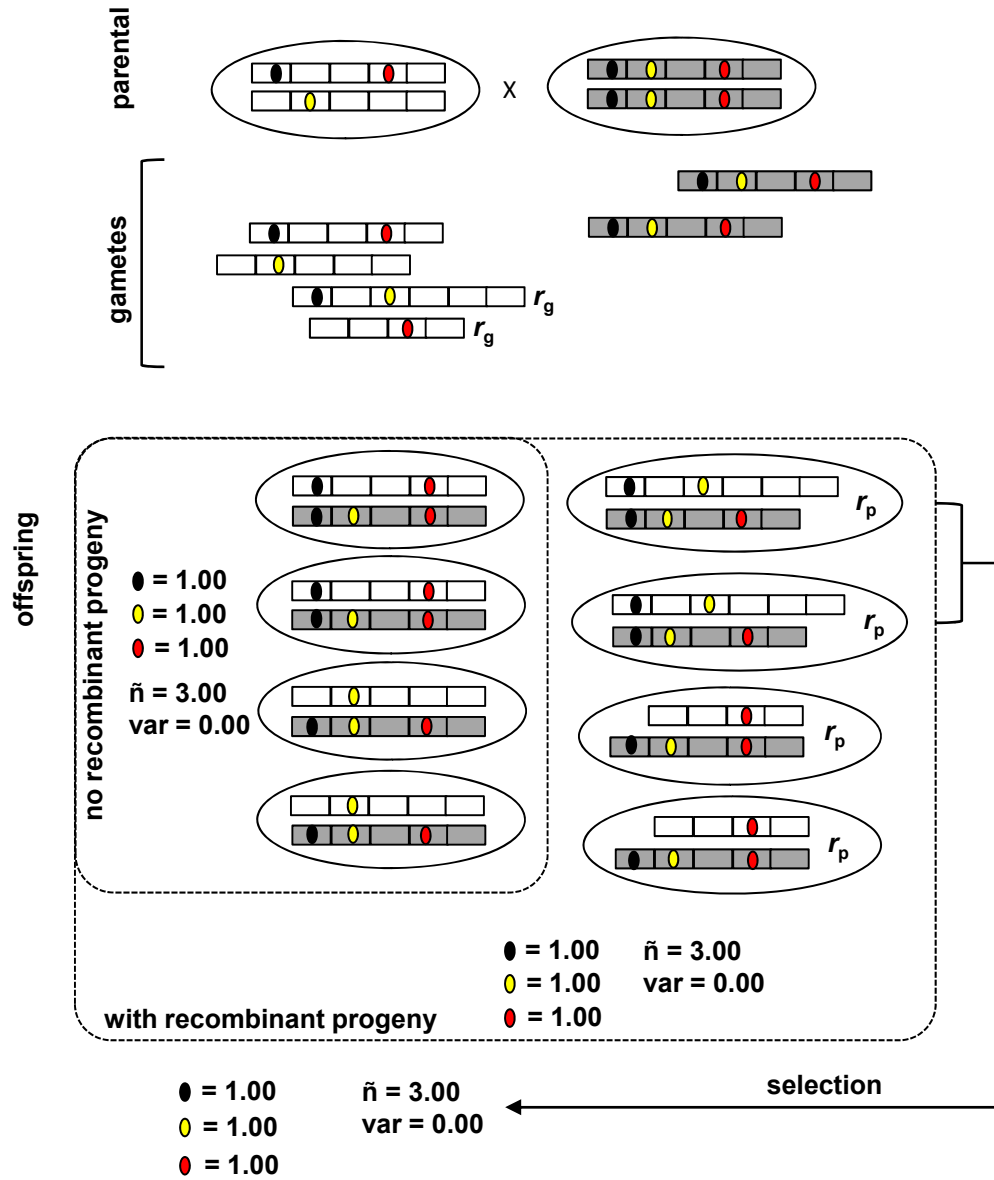 parental
X
gametes
r_g
r_g
offspring
no recombinant progeny
= 1.00
= 1.00
= 1.00
ñ = 3.00
var = 0.00
r_p
r_p
r_p
r_p
= 1.00 ñ = 3.00
= 1.00 var = 0.00
= 1.00
with recombinant progeny
selection
= 1.00 ñ = 3.00
= 1.00 var = 0.00
= 1.00